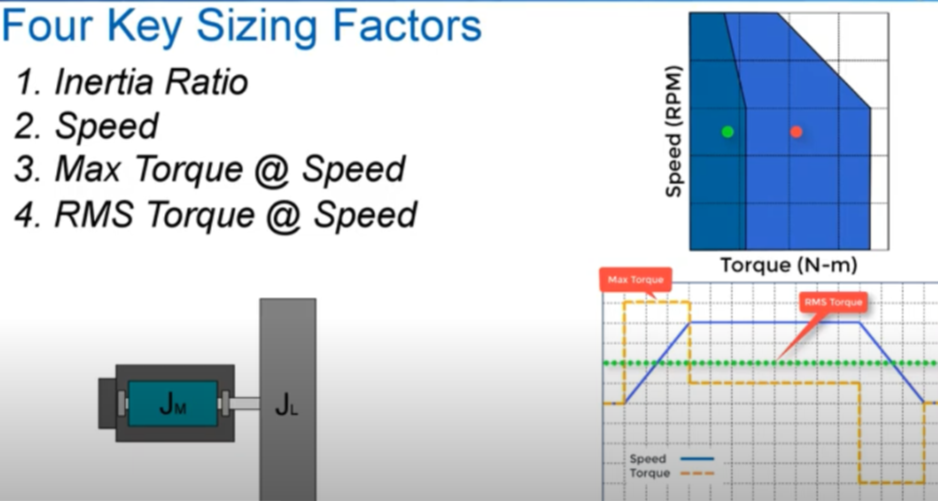 Four Key Sizing Factors
1. Inertia Ratio
2. Speed
3. Max Torque @ Speed
4. RMS Torque @ Speed
Speed (RPM)
Torque (N-m)
Max Torque
RMS Torque
Speed
Torque
JM
JL